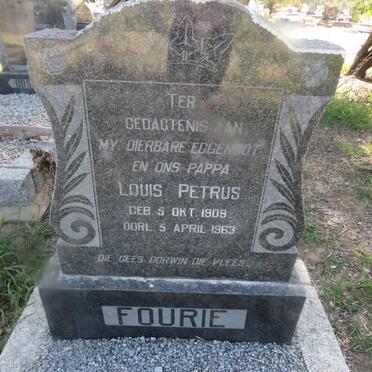 TER
GEDAGTENIS VAN
MY DIERBARE EGGENOOT
EN ONS PAPPA
LOUIS PETRUS
GEB. 5 OKT. 1909
OORL. 5 APRIL 1963
DIE GEES OORWIN DIE VLEES
FOURIE